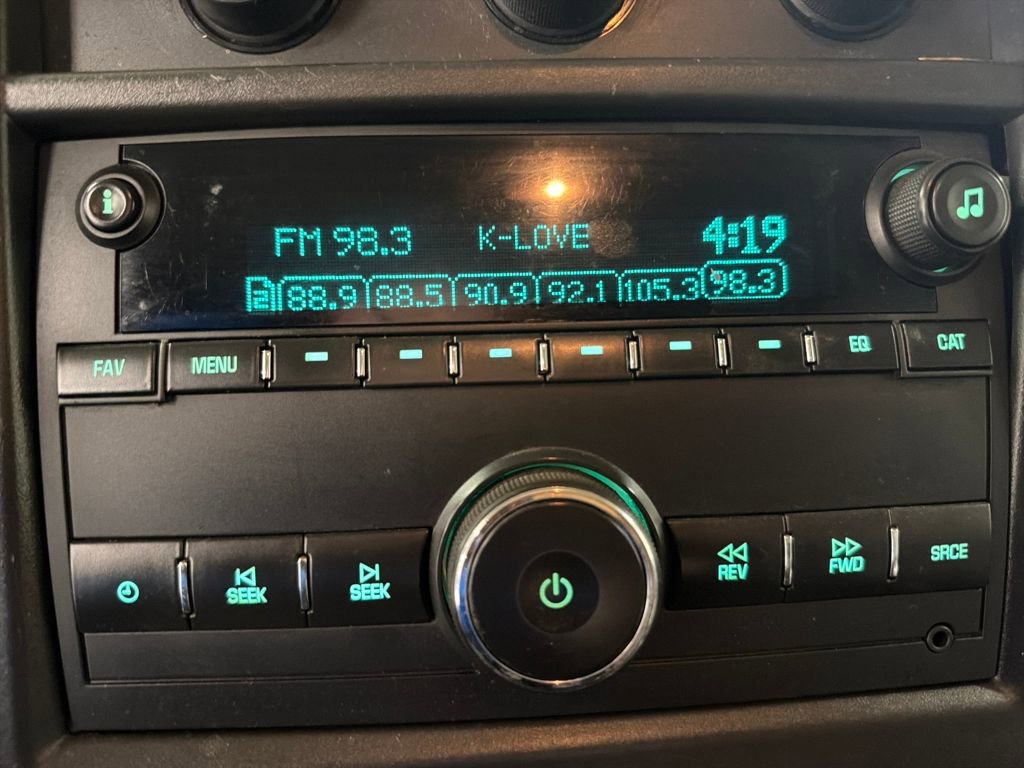 i
FM 98.3 K-LOVE 4:19
2 88.9 88.5 90.9 92.1 105.3 98.3
FAV MENU EQ CAT
SEEK SEEK REV FWD SRCE